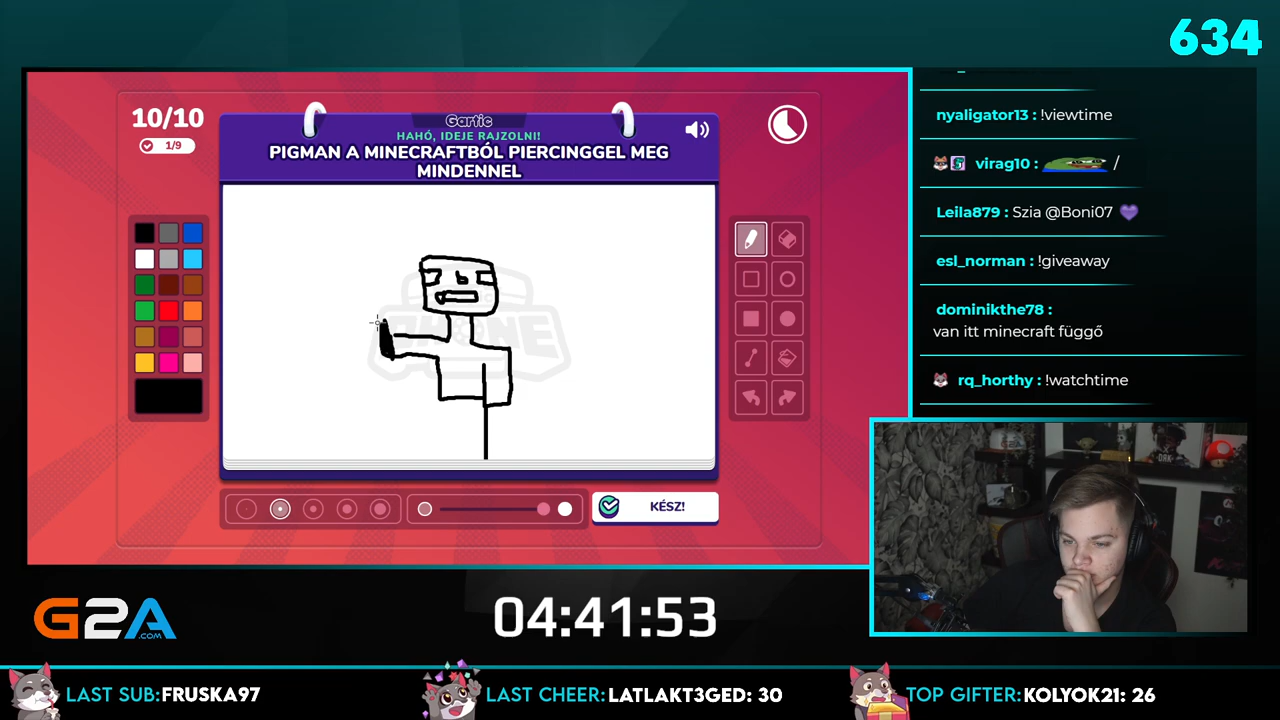 634
10/10
1/9
Gartic
HAHÓ, IDEJE RAJZOLNI!
PIGMAN A MINECRAFTBÓL PIERCINGGEL MEG
MINDENNEL
PHONE
KÉSZ!
nyaligator13 : !viewtime
virag10 : /
Leila879 : Szia @Boni07
esl_norman : !giveaway
dominikthe78 :
van itt minecraft függő
rq_horthy : !watchtime
G2A
.COM
04:41:53
LAST SUB:FRUSKA97
LAST CHEER:LATLAKT3GED: 30
TOP GIFTER:KOLYOK21: 26